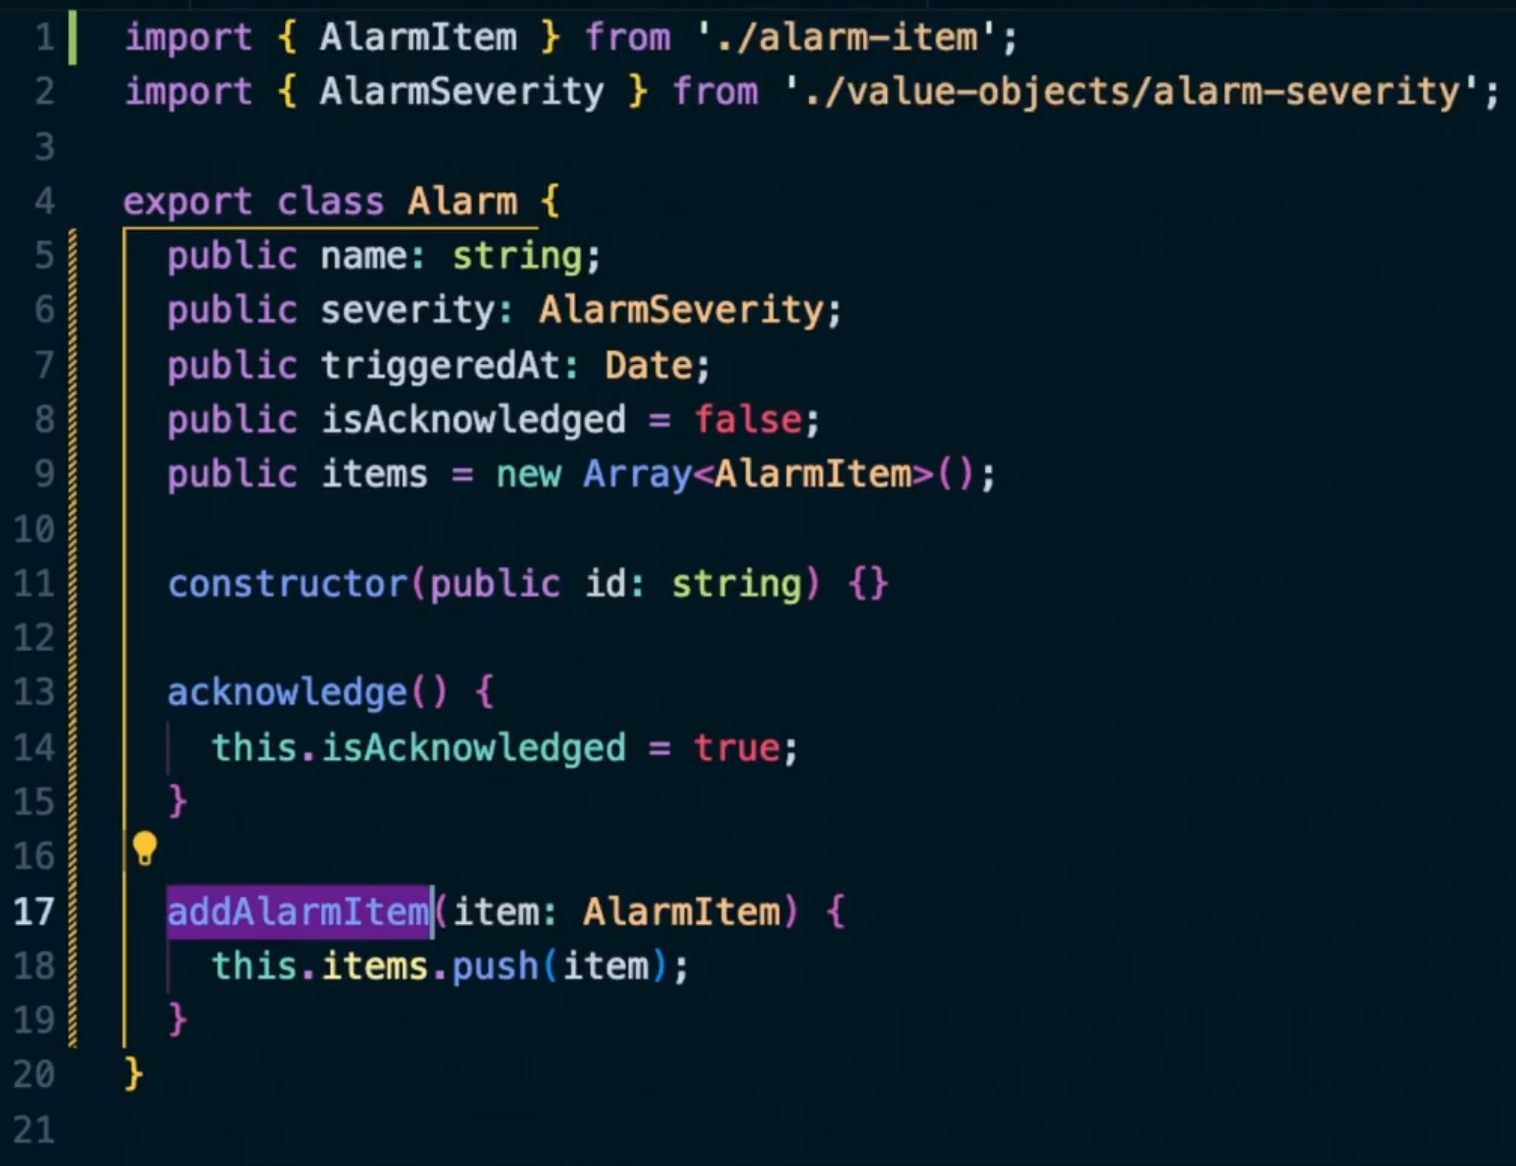 1 import { AlarmItem } from './alarm-item';
2 import { AlarmSeverity } from './value-objects/alarm-severity';
3
4 export class Alarm {
5   public name: string;
6   public severity: AlarmSeverity;
7   public triggeredAt: Date;
8   public isAcknowledged = false;
9   public items = new Array<AlarmItem>();
10
11   constructor(public id: string) {}
12
13   acknowledge() {
14     this.isAcknowledged = true;
15   }
16
17   addAlarmItem(item: AlarmItem) {
18     this.items.push(item);
19   }
20 }
21